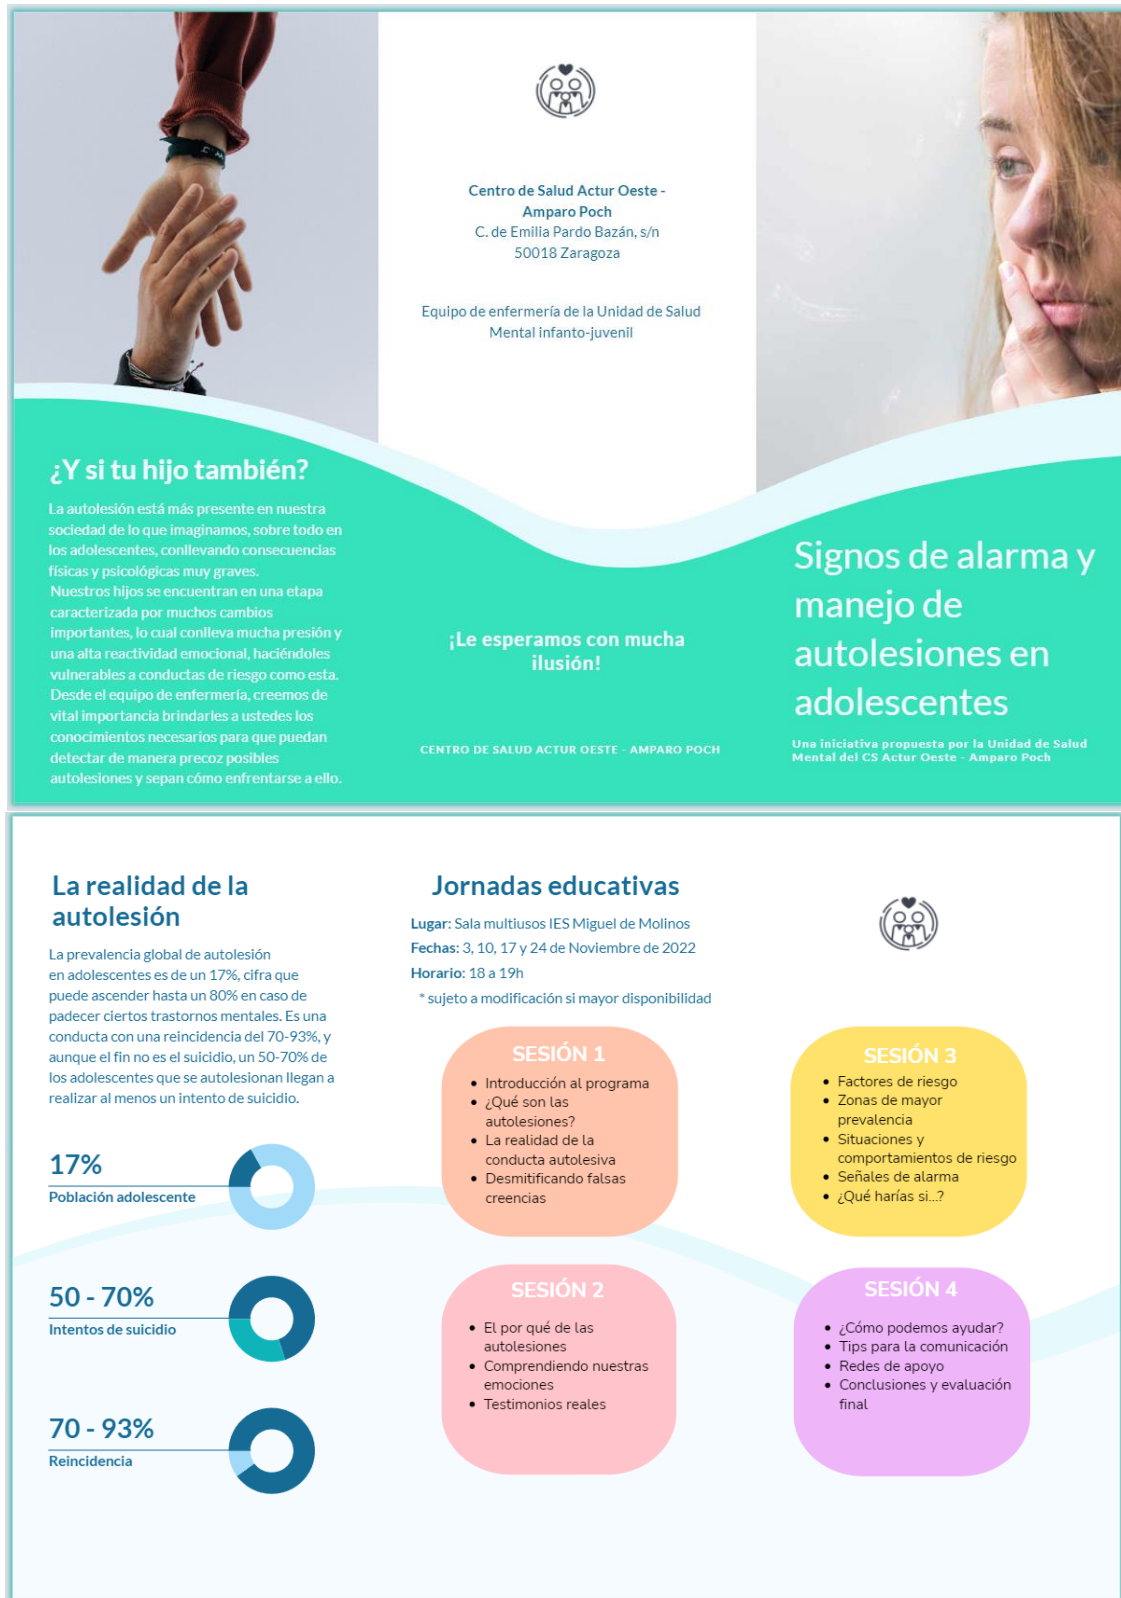 ¿Y si tu hijo también?
La autolesión está más presente en nuestra
sociedad de lo que imaginamos, sobre todo en
los adolescentes, conllevando consecuencias
físicas y psicológicas muy graves.
Nuestros hijos se encuentran en una etapa
caracterizada por muchos cambios
importantes, lo cual conlleva mucha presión y
una alta reactividad emocional, haciéndoles
vulnerables a conductas de riesgo como esta.
Desde el equipo de enfermería, creemos de
vital importancia brindarles a ustedes los
conocimientos necesarios para que puedan
detectar de manera precoz posibles
autolesiones y sepan cómo enfrentarse a ello.
Centro de Salud Actur Oeste -
Amparo Poch
C. de Emilia Pardo Bazán, s/n
50018 Zaragoza
Equipo de enfermería de la Unidad de Salud
Mental infanto-juvenil
¡Le esperamos con mucha
ilusión!
CENTRO DE SALUD ACTUR OESTE - AMPARO POCH
Signos de alarma y
manejo de
autolesiones en
adolescentes
Una iniciativa propuesta por la Unidad de Salud
Mental del CS Actur Oeste - Amparo Poch
La realidad de la
autolesión
La prevalencia global de autolesión
en adolescentes es de un 17%, cifra que
puede ascender hasta un 80% en caso de
padecer ciertos trastornos mentales. Es una
conducta con una reincidencia del 70-93%, y
aunque el fin no es el suicidio, un 50-70% de
los adolescentes que se autolesionan llegan a
realizar al menos un intento de suicidio.
17%
Población adolescente
50 - 70%
Intentos de suicidio
70 - 93%
Reincidencia
Jornadas educativas
Lugar: Sala multiusos IES Miguel de Molinos
Fechas: 3, 10, 17 y 24 de Noviembre de 2022
Horario: 18 a 19h
* sujeto a modificación si mayor disponibilidad
SESIÓN 1
• Introducción al programa
• ¿Qué son las
autolesiones?
• La realidad de la
conducta autolesiva
• Desmitificando falsas
creencias
SESIÓN 2
• El por qué de las
autolesiones
• Comprendiendo nuestras
emociones
• Testimonios reales
SESIÓN 3
• Factores de riesgo
• Zonas de mayor
prevalencia
• Situaciones y
comportamientos de riesgo
• Señales de alarma
• ¿Qué harías si...?
SESIÓN 4
• ¿Cómo podemos ayudar?
• Tips para la comunicación
• Redes de apoyo
• Conclusiones y evaluación
final